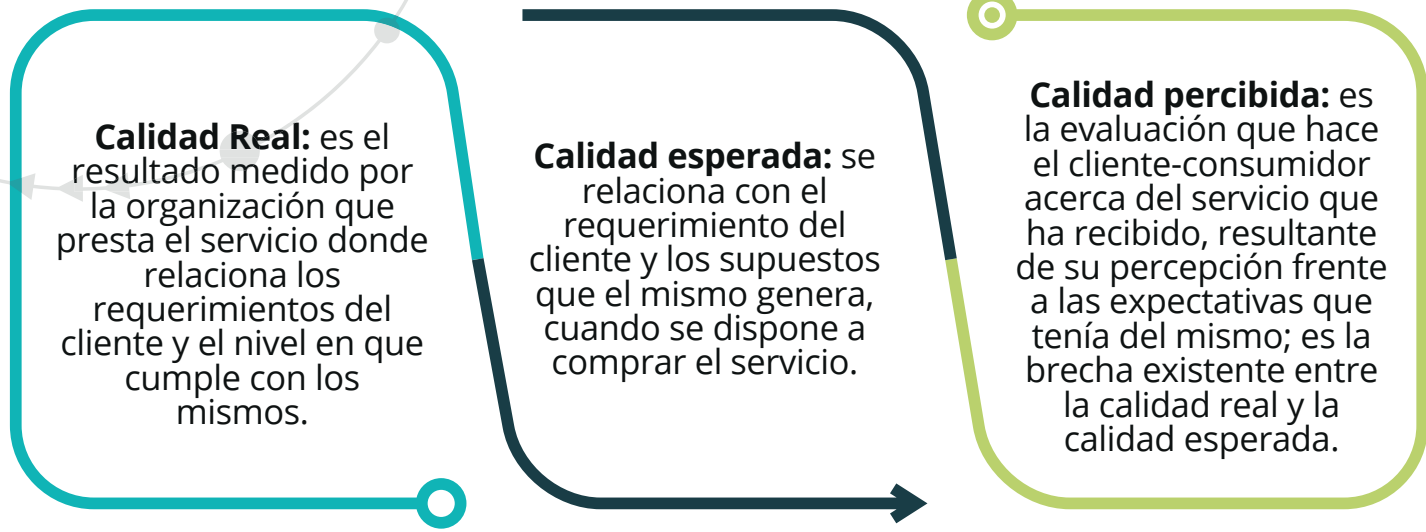 Calidad Real: es el
resultado medido por
la organización que
presta el servicio donde
relaciona los
requerimientos del
cliente y el nivel en que
cumple con los
mismos.
Calidad esperada: se
relaciona con el
requerimiento del
cliente y los supuestos
que el mismo genera,
cuando se dispone a
comprar el servicio.
Calidad percibida: es
la evaluación que hace
el cliente-consumidor
acerca del servicio que
ha recibido, resultante
de su percepción frente
a las expectativas que
tenía del mismo; es la
brecha existente entre
la calidad real y la
calidad esperada.